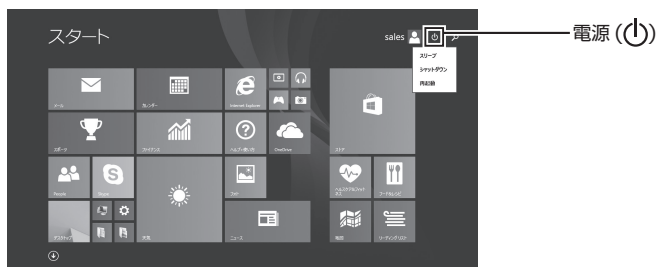 スタート
sales
電源 (⏻)
スリープ
シャットダウン
再起動
メール
カレンダー
Internet Explorer
ストア
スポーツ
ファイナンス
ヘルプ+使い方
OneDrive
People
Skype
フォト
ヘルスケア&フィットネス
フード&レシピ
デスクトップ
天気
ニュース
地図
リーディングリスト